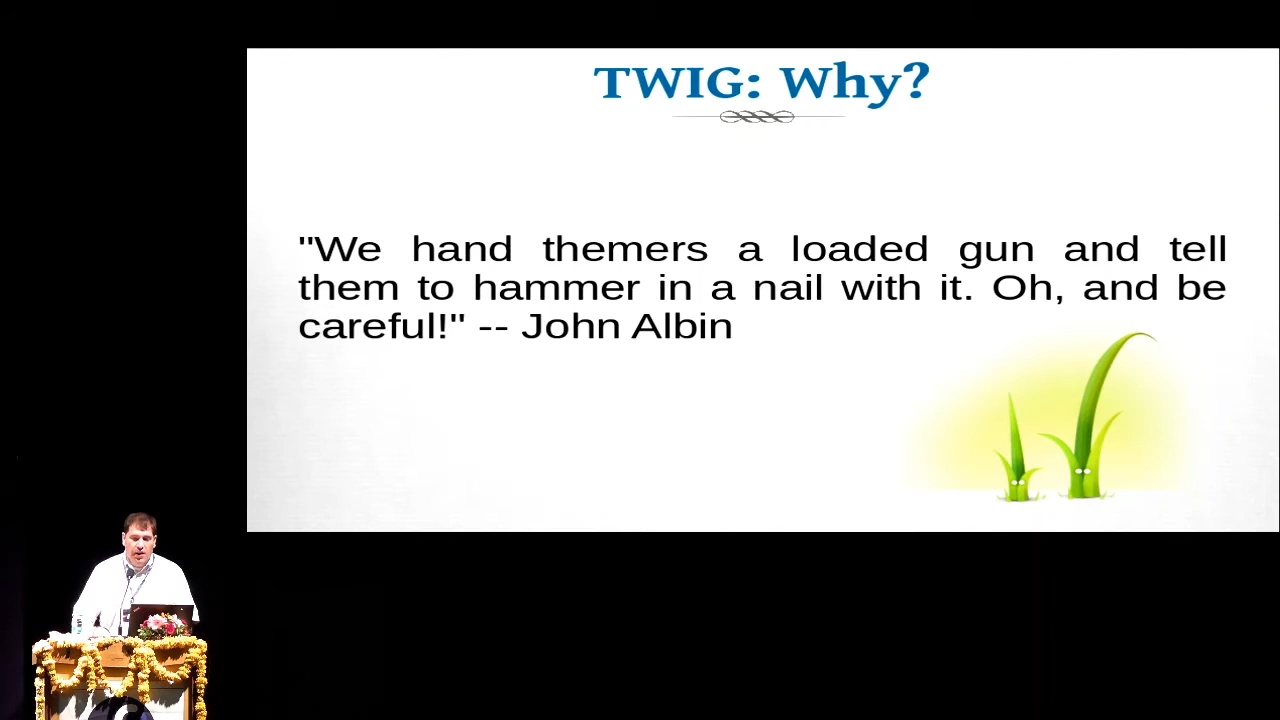 TWIG: Why?
"We hand themers a loaded gun and tell
them to hammer in a nail with it. Oh, and be
careful!" -- John Albin